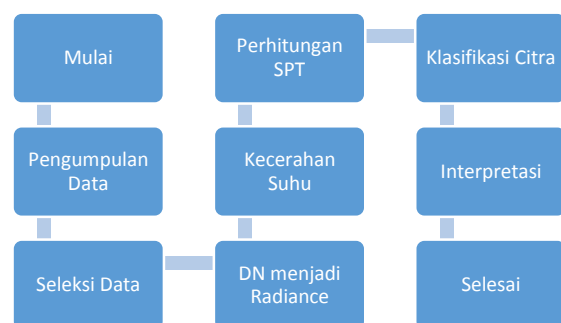 Mulai
Pengumpulan
Data
Seleksi Data
DN menjadi
Radiance
Kecerahan
Suhu
Perhitungan
SPT
Klasifikasi Citra
Interpretasi
Selesai